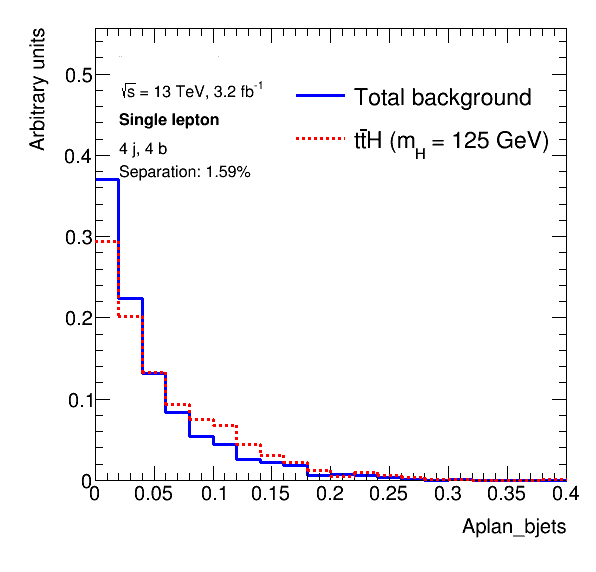 Arbitrary units
0.5
0.4
0.3
0.2
0.1
0
√s = 13 TeV, 3.2 fb⁻¹
Single lepton
4 j, 4 b
Separation: 1.59%
Total background
tt̄H (m_H = 125 GeV)
0 0.05 0.1 0.15 0.2 0.25 0.3 0.35 0.4
Aplan_bjets